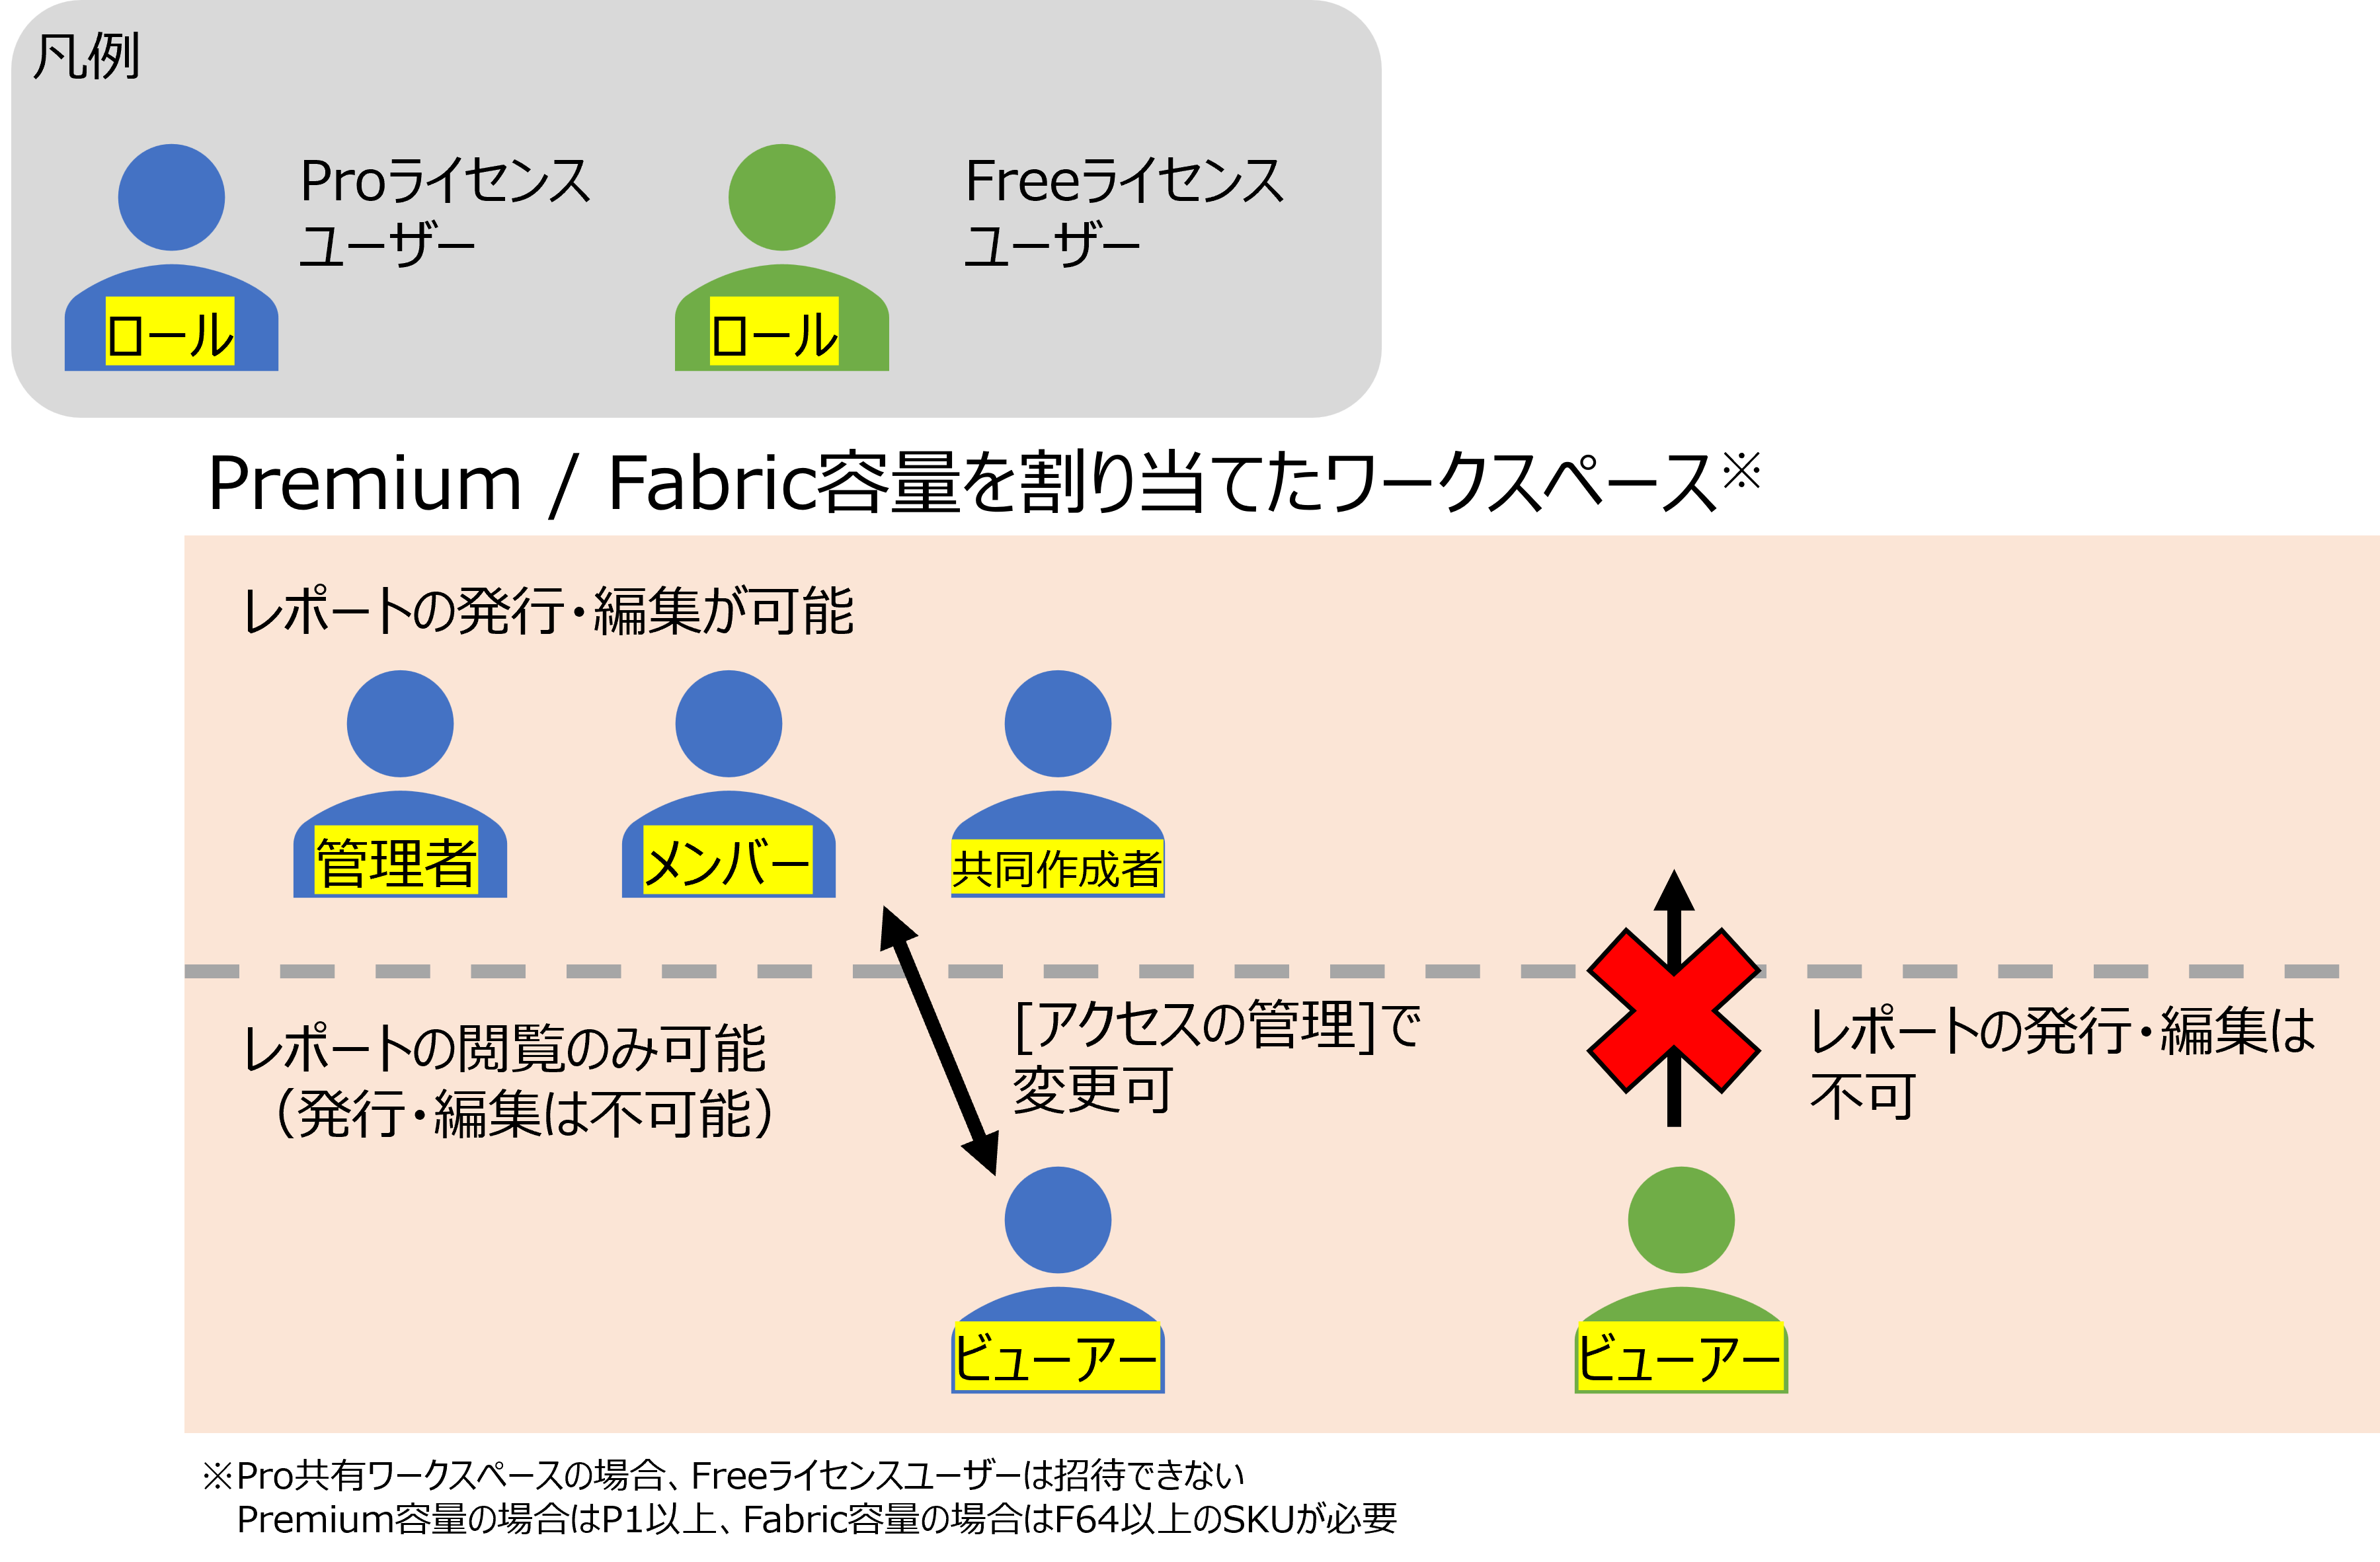 凡例
Proライセンス
ユーザー
Freeライセンス
ユーザー
ロール
ロール
Premium / Fabric容量を割り当てたワークスペース※
レポートの発行・編集が可能
管理者
メンバー
共同作成者
レポートの閲覧のみ可能
（発行・編集は不可能）
[アクセスの管理]で
変更可
レポートの発行・編集は
不可
ビューアー
ビューアー
※Pro共有ワークスペースの場合、Freeライセンスユーザーは招待できない
Premium容量の場合はP1以上、Fabric容量の場合はF64以上のSKUが必要